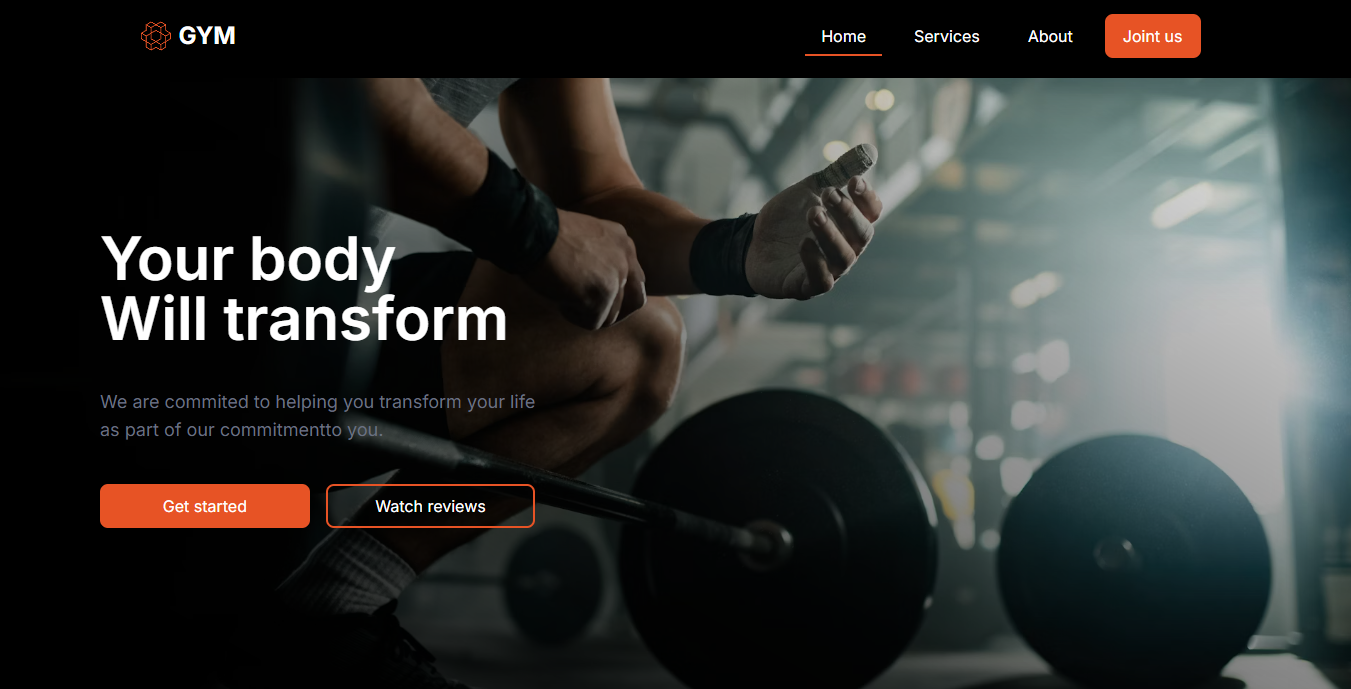 GYM
Home Services About Joint us
Your body
Will transform
We are commited to helping you transform your life
as part of our commitmentto you.
Get started Watch reviews